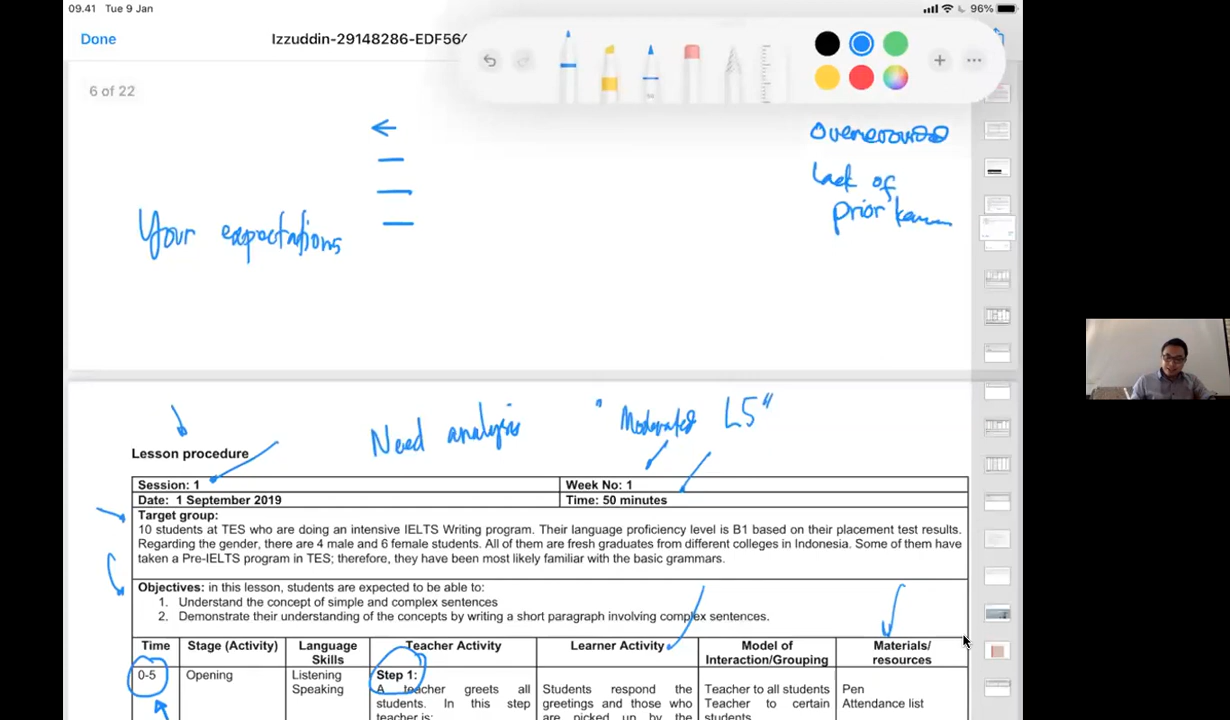 09.41 Tue 9 Jan
96%
Done
Izzuddin-29148286-EDF56
6 of 22
Lack of
prior
Your expectations
Need analysis "Moderated LS"
Lesson procedure
Session: 1
Week No: 1
Date: 1 September 2019
Time: 50 minutes
Target group:
10 students at TES who are doing an intensive IELTS Writing program. Their language proficiency level is B1 based on their placement test results.
Regarding the gender, there are 4 male and 6 female students. All of them are fresh graduates from different colleges in Indonesia. Some of them have
taken a Pre-IELTS program in TES; therefore, they have been most likely familiar with the basic grammars.
Objectives: in this lesson, students are expected to be able to:
1. Understand the concept of simple and complex sentences
2. Demonstrate their understanding of the concepts by writing a short paragraph involving complex sentences.
Time
Stage (Activity)
Language
Skills
Teacher Activity
Learner Activity
Model of
Interaction/Grouping
Materials/
resources
0-5
Opening
Listening
Speaking
Step 1:
A teacher greets all
students. In this step
teacher is:
Students respond the
greetings and those who
are picked up by the
Teacher to all students
Teacher to certain
students
Pen
Attendance list